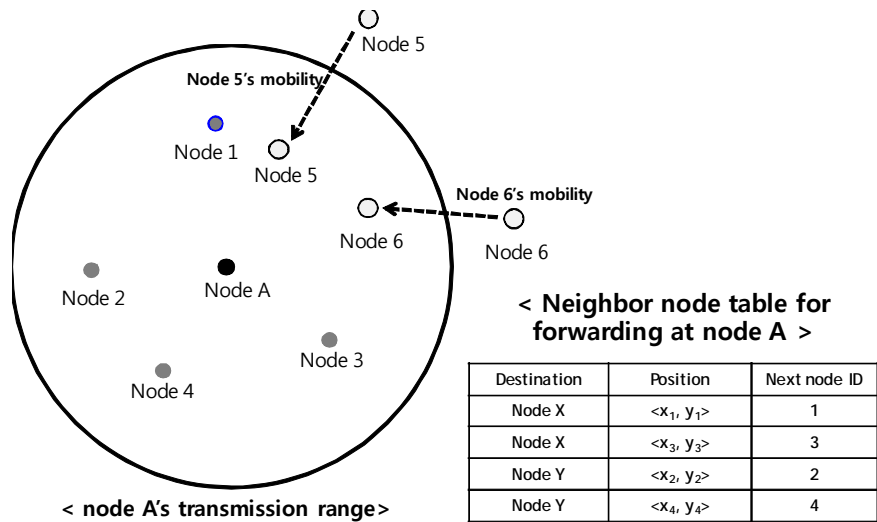 Node 5
Node 5's mobility
Node 1
Node 5
Node 6's mobility
Node 6
Node 6
Node 2
Node A
Node 3
Node 4
< node A's transmission range>
< Neighbor node table for
forwarding at node A >
Destination Position Next node ID
Node X <x₁, y₁> 1
Node X <x₃, y₃> 3
Node Y <x₂, y₂> 2
Node Y <x₄, y₄> 4